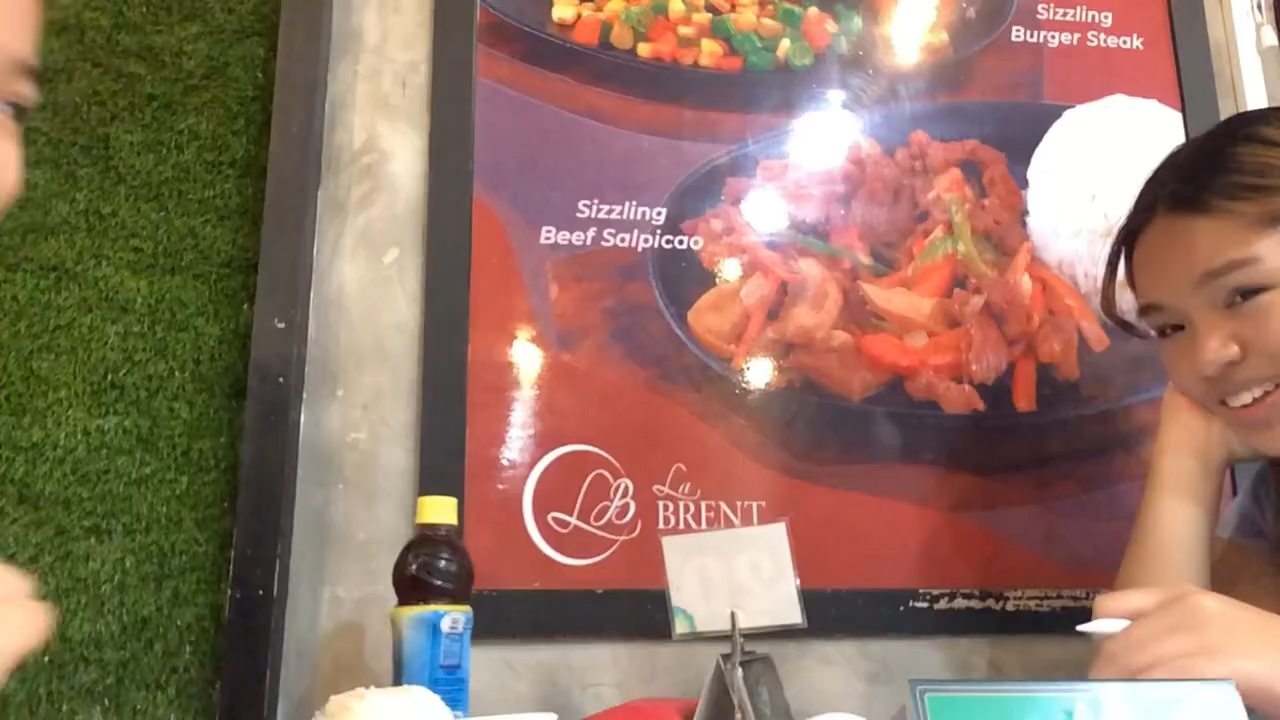 Sizzling
Burger Steak
Sizzling
Beef Salpicao
LB
La
BRENT